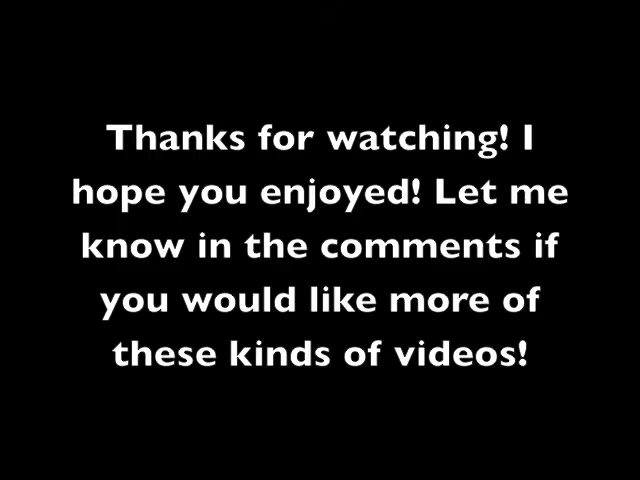 Thanks for watching! I
hope you enjoyed! Let me
know in the comments if
you would like more of
these kinds of videos!